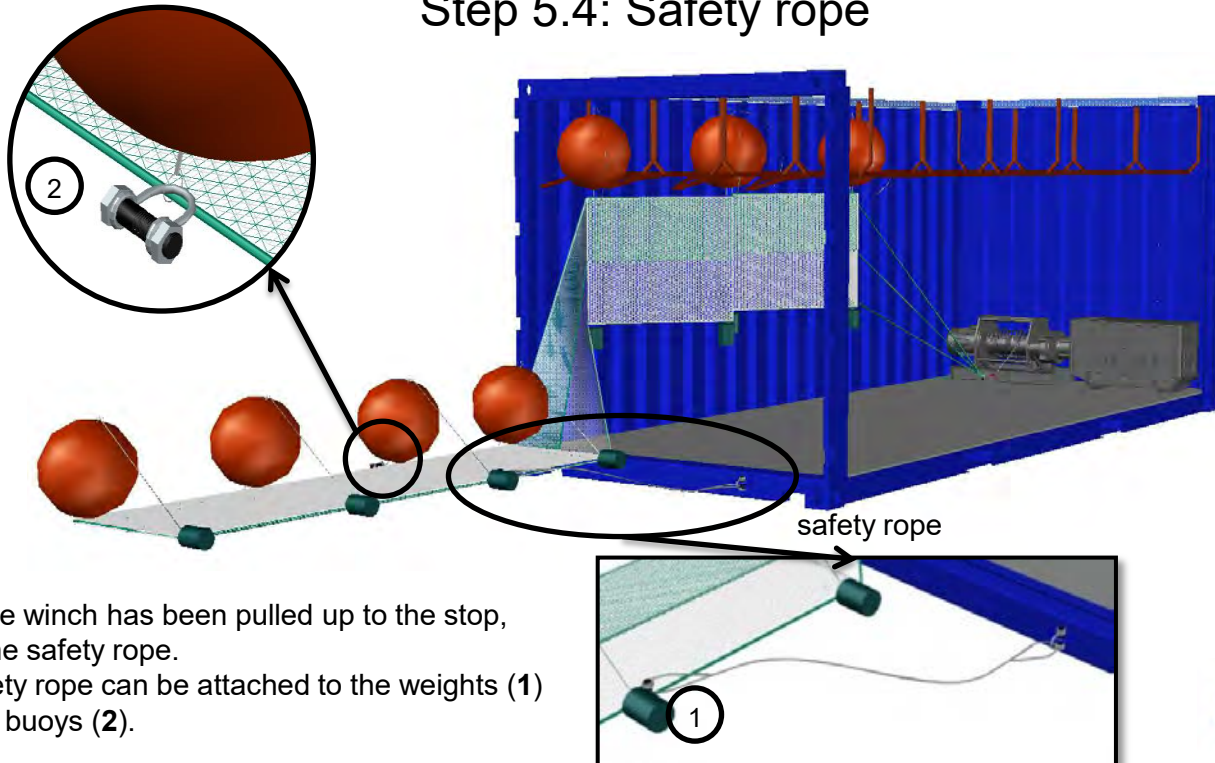 Step 5.4: Safety rope
2
safety rope
e winch has been pulled up to the stop,
e safety rope.
ety rope can be attached to the weights (1)
buoys (2).
1